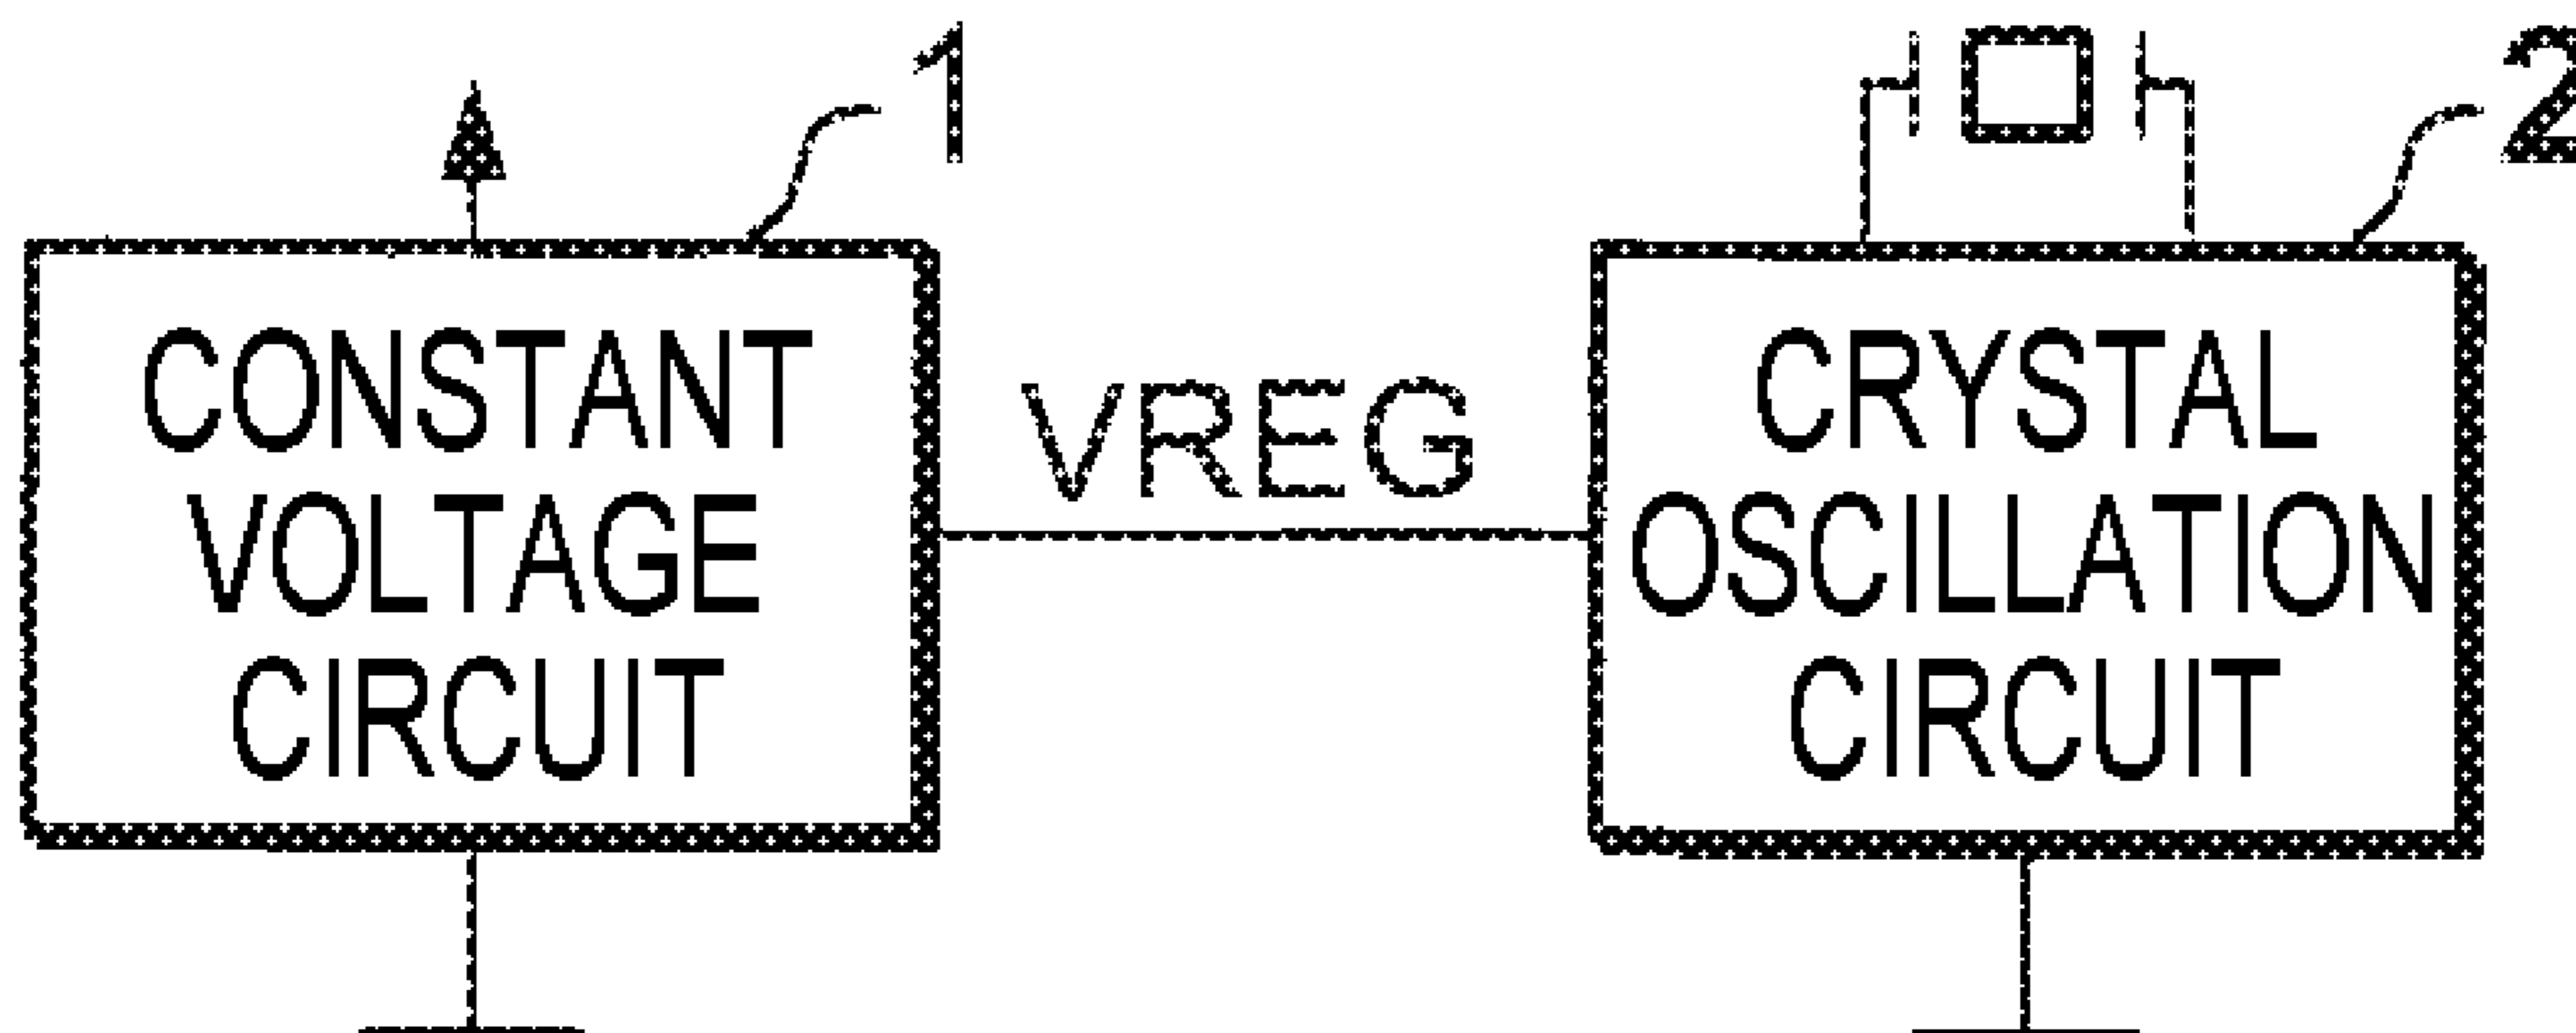 1
2
CONSTANT
VOLTAGE
CIRCUIT
VREG
CRYSTAL
OSCILLATION
CIRCUIT